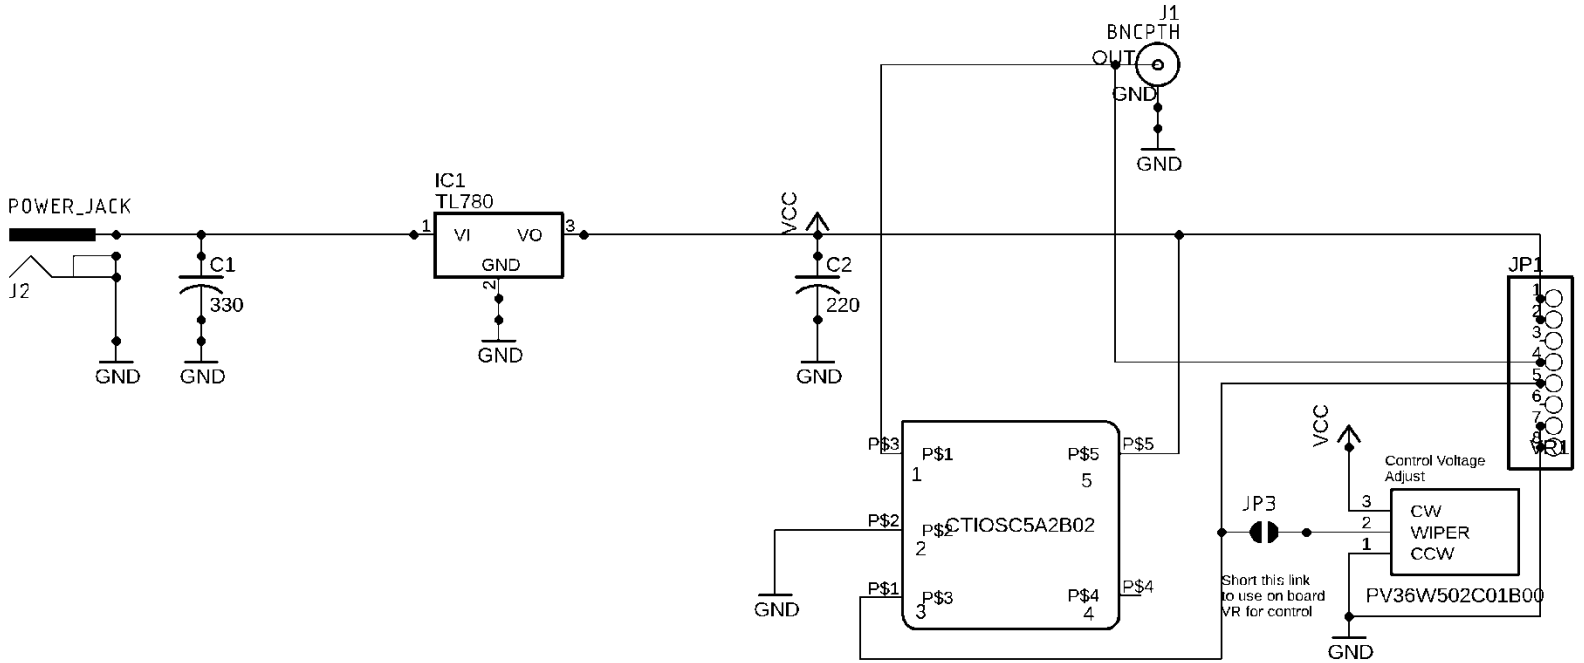 J1
BNCPTH
OUT
GND
GND
POWER_JACK
J2
GND
C1
330
GND
IC1
TL780
1
VI
VO
3
GND
2
GND
VCC
C2
220
GND
JP1
1
2
3
4
5
6
7
8
VR1
P$3
P$1
1
P$2
P$2
2
P$1
P$3
3
CTIOSC5A2B02
P$5
P$5
5
P$4
P$4
4
GND
VCC
Control Voltage
Adjust
JP3
3
CW
2
WIPER
1
CCW
PV36W502C01B00
Short this link
to use on board
VR for control
GND